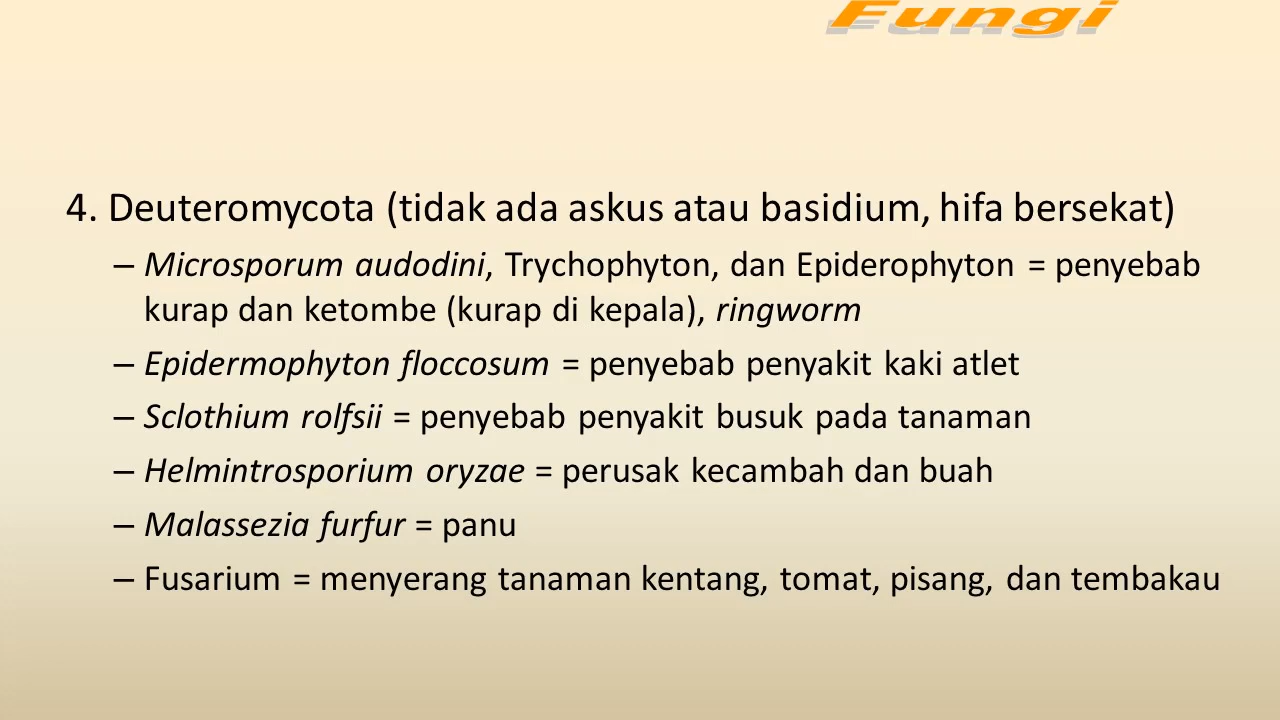 Fungi
4. Deuteromycota (tidak ada askus atau basidium, hifa bersekat)
– Microsporum audodini, Trychophyton, dan Epiderophyton = penyebab
kurap dan ketombe (kurap di kepala), ringworm
– Epidermophyton floccosum = penyebab penyakit kaki atlet
– Sclothium rolfsii = penyebab penyakit busuk pada tanaman
– Helmintrosporium oryzae = perusak kecambah dan buah
– Malassezia furfur = panu
– Fusarium = menyerang tanaman kentang, tomat, pisang, dan tembakau